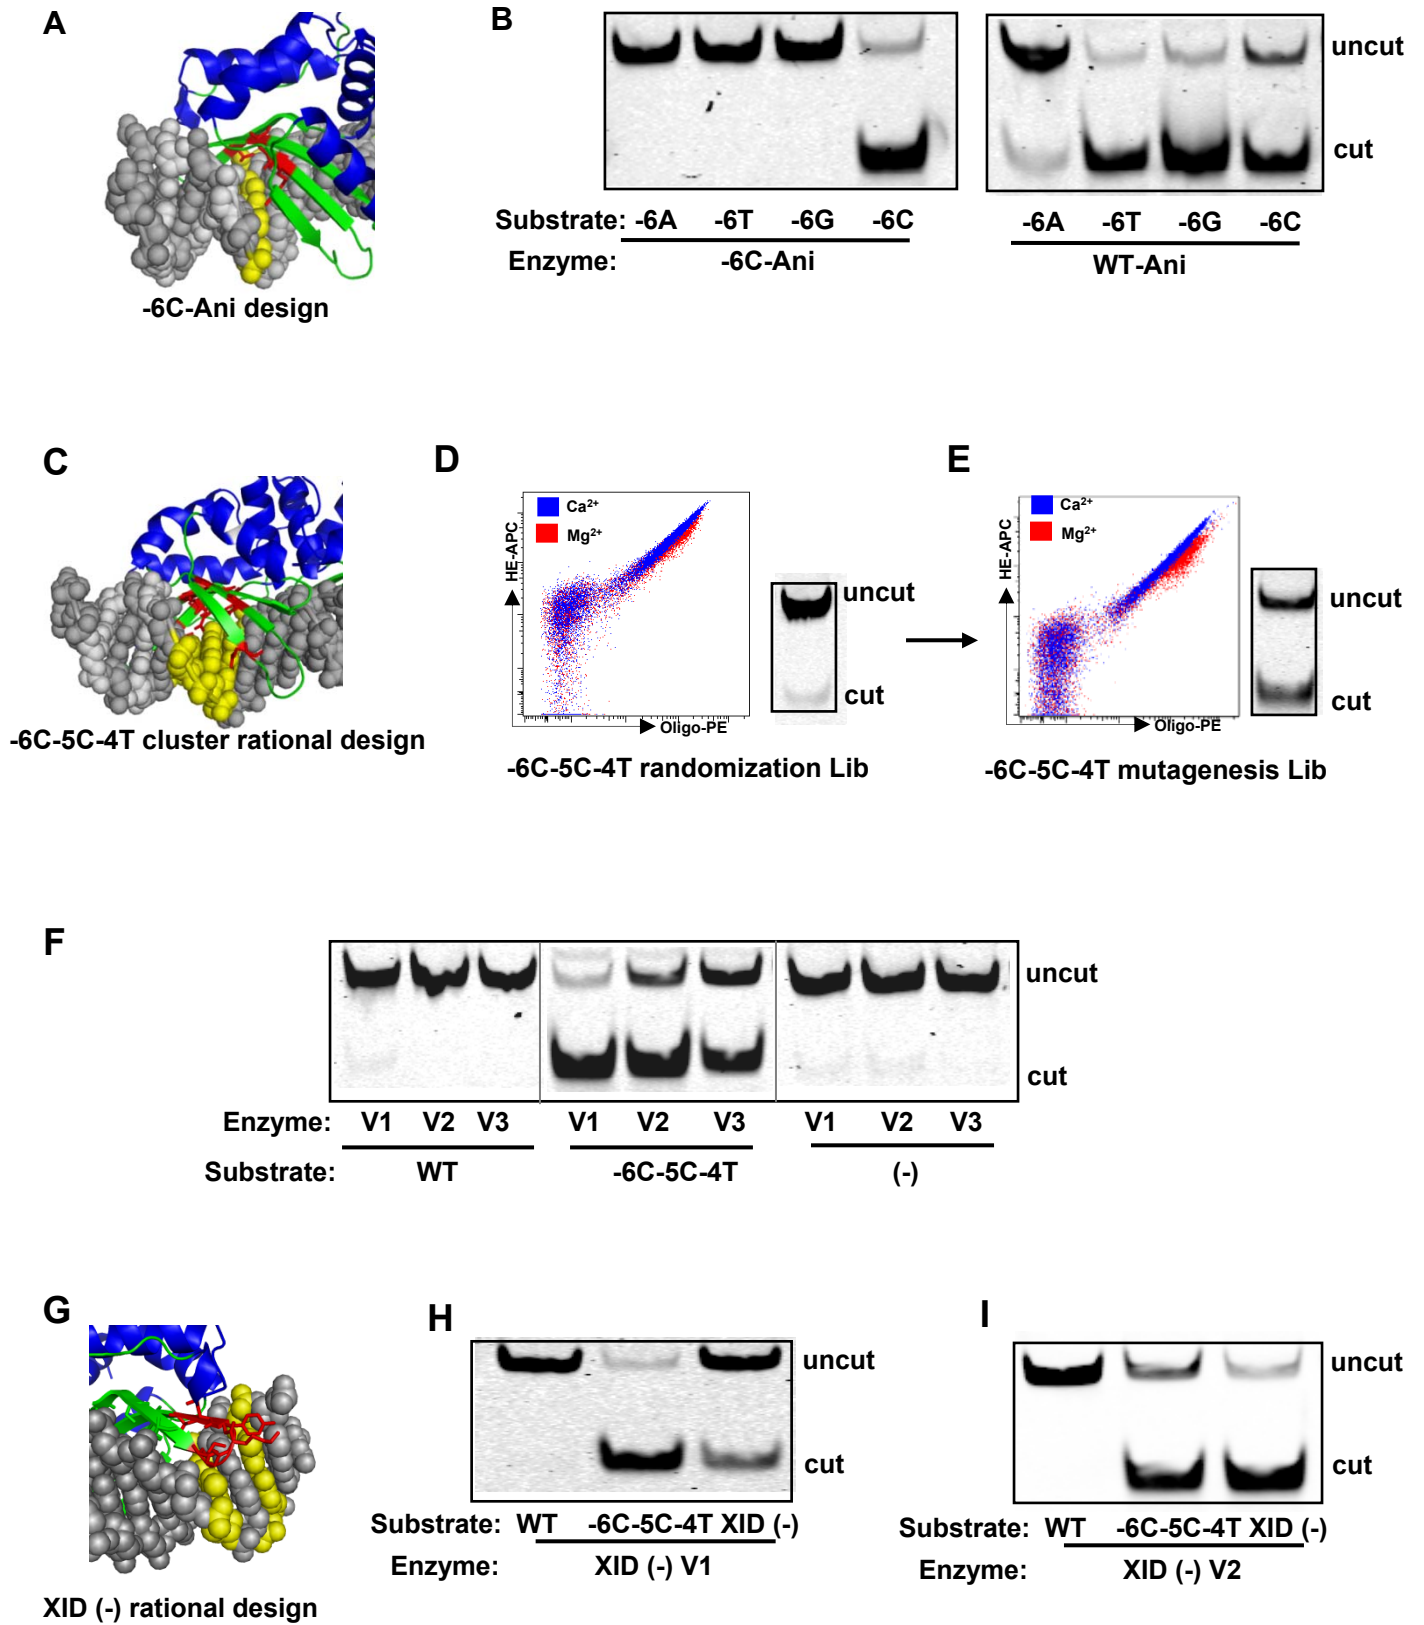 A
-6C-Ani design
B
uncut
cut
Substrate: -6A -6T -6G -6C
Enzyme: -6C-Ani
-6A -6T -6G -6C
WT-Ani
C
-6C-5C-4T cluster rational design
D
Ca2+
Mg2+
HE-APC
Oligo-PE
uncut
cut
-6C-5C-4T randomization Lib
E
Ca2+
Mg2+
HE-APC
Oligo-PE
uncut
cut
-6C-5C-4T mutagenesis Lib
F
uncut
cut
Enzyme: V1 V2 V3 V1 V2 V3 V1 V2 V3
Substrate: WT -6C-5C-4T (-)
G
XID (-) rational design
H
uncut
cut
Substrate: WT -6C-5C-4T XID (-)
Enzyme: XID (-) V1
I
uncut
cut
Substrate: WT -6C-5C-4T XID (-)
Enzyme: XID (-) V2